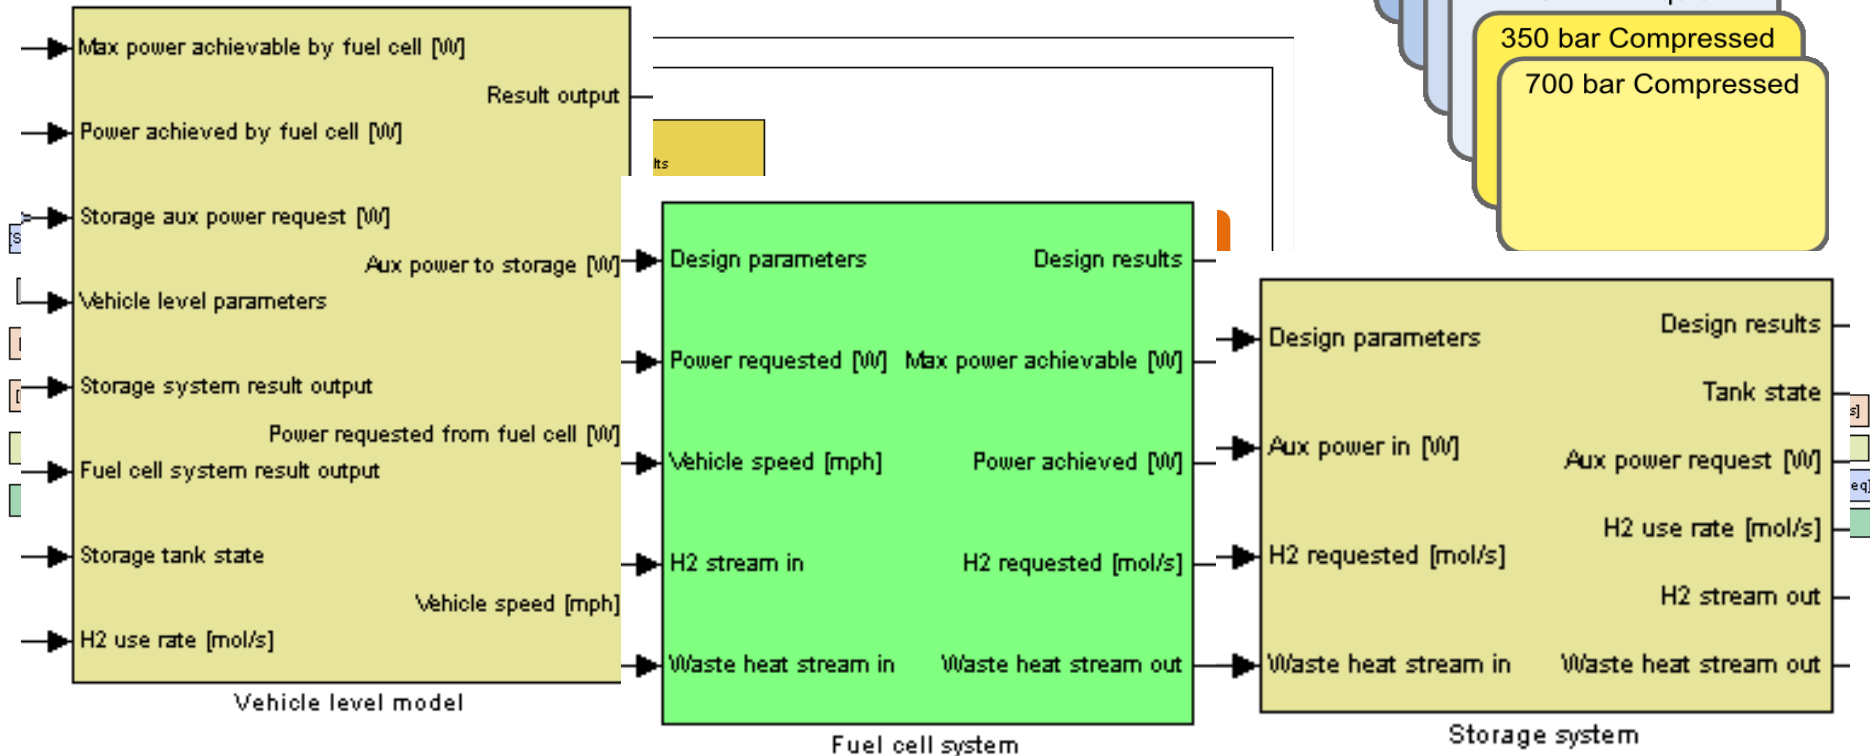 Max power achievable by fuel cell [W]
Result output
Power achieved by fuel cell [W]
Storage aux power request [W]
Aux power to storage [W]
Vehicle level parameters
Storage system result output
Power requested from fuel cell [W]
Fuel cell system result output
Storage tank state
Vehicle speed [mph]
H2 use rate [mol/s]
Vehicle level model
lts
Design parameters
Design results
Power requested [W]
Max power achievable [W]
Vehicle speed [mph]
Power achieved [W]
H2 stream in
H2 requested [mol/s]
Waste heat stream in
Waste heat stream out
Fuel cell system
350 bar Compressed
700 bar Compressed
Design parameters
Design results
Tank state
Aux power in [W]
Aux power request [W]
H2 use rate [mol/s]
H2 requested [mol/s]
H2 stream out
Waste heat stream in
Waste heat stream out
Storage system
s]
eq]